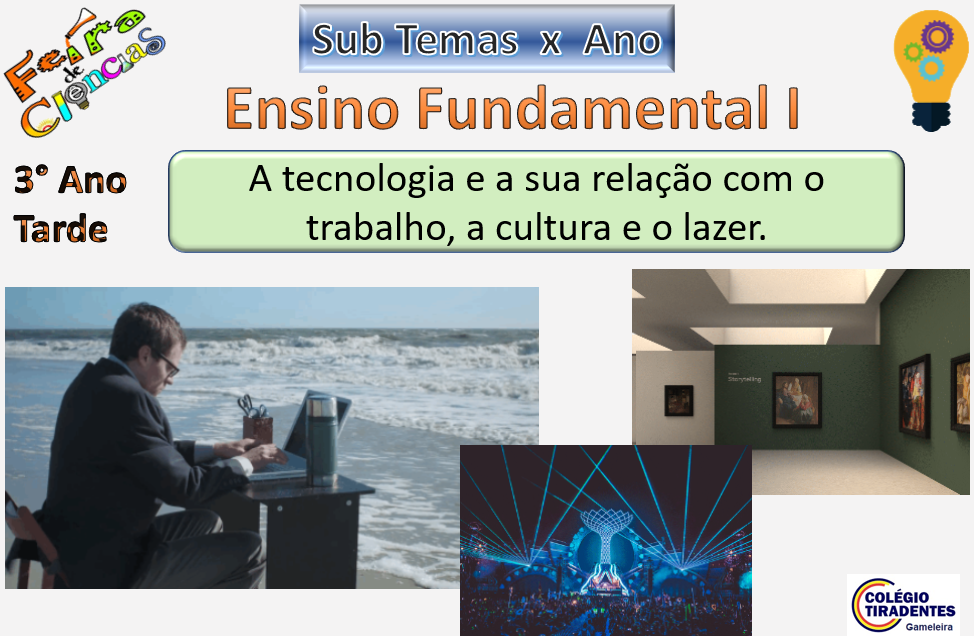 Feira
de
Ciências
Sub Temas x Ano
Ensino Fundamental I
3° Ano
Tarde
A tecnologia e a sua relação com o
trabalho, a cultura e o lazer.
Storytelling
COLÉGIO
TIRADENTES
Gameleira